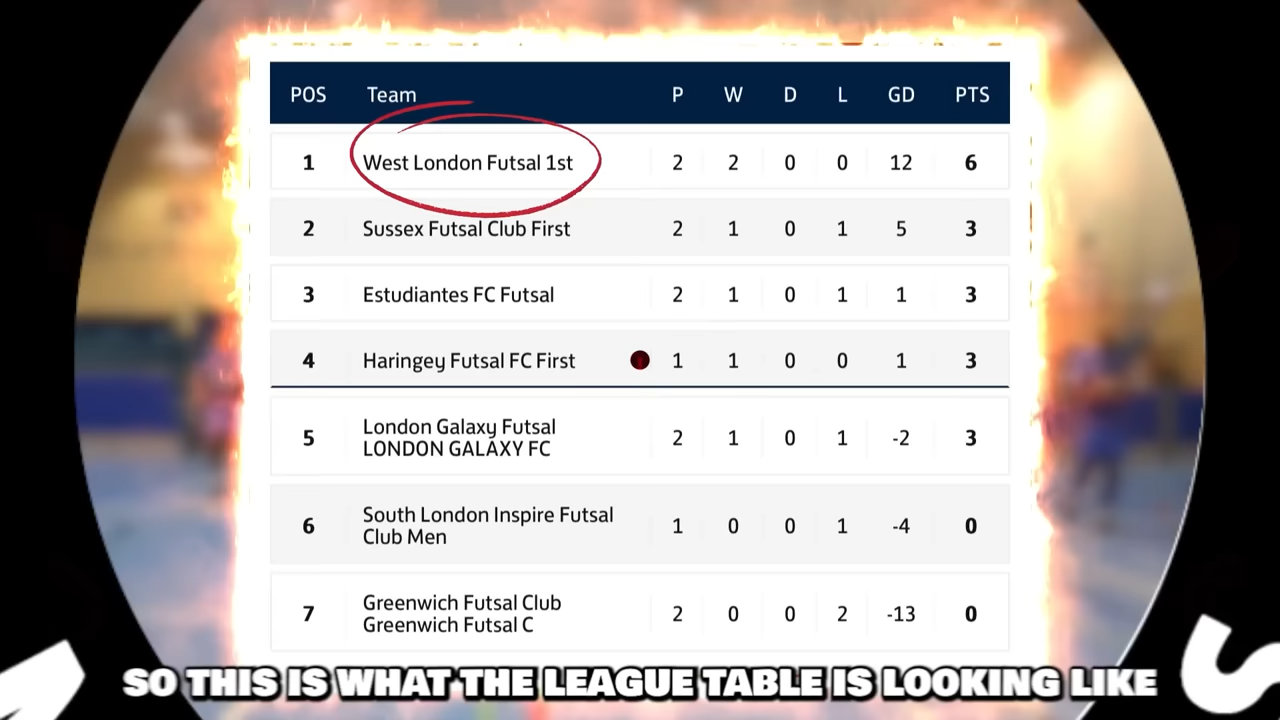 POS Team P W D L GD PTS
1 West London Futsal 1st 2 2 0 0 12 6
2 Sussex Futsal Club First 2 1 0 1 5 3
3 Estudiantes FC Futsal 2 1 0 1 1 3
4 Haringey Futsal FC First 1 1 0 0 1 3
5 London Galaxy Futsal LONDON GALAXY FC 2 1 0 1 -2 3
6 South London Inspire Futsal Club Men 1 0 0 1 -4 0
7 Greenwich Futsal Club Greenwich Futsal C 2 0 0 2 -13 0
SO THIS IS WHAT THE LEAGUE TABLE IS LOOKING LIKE